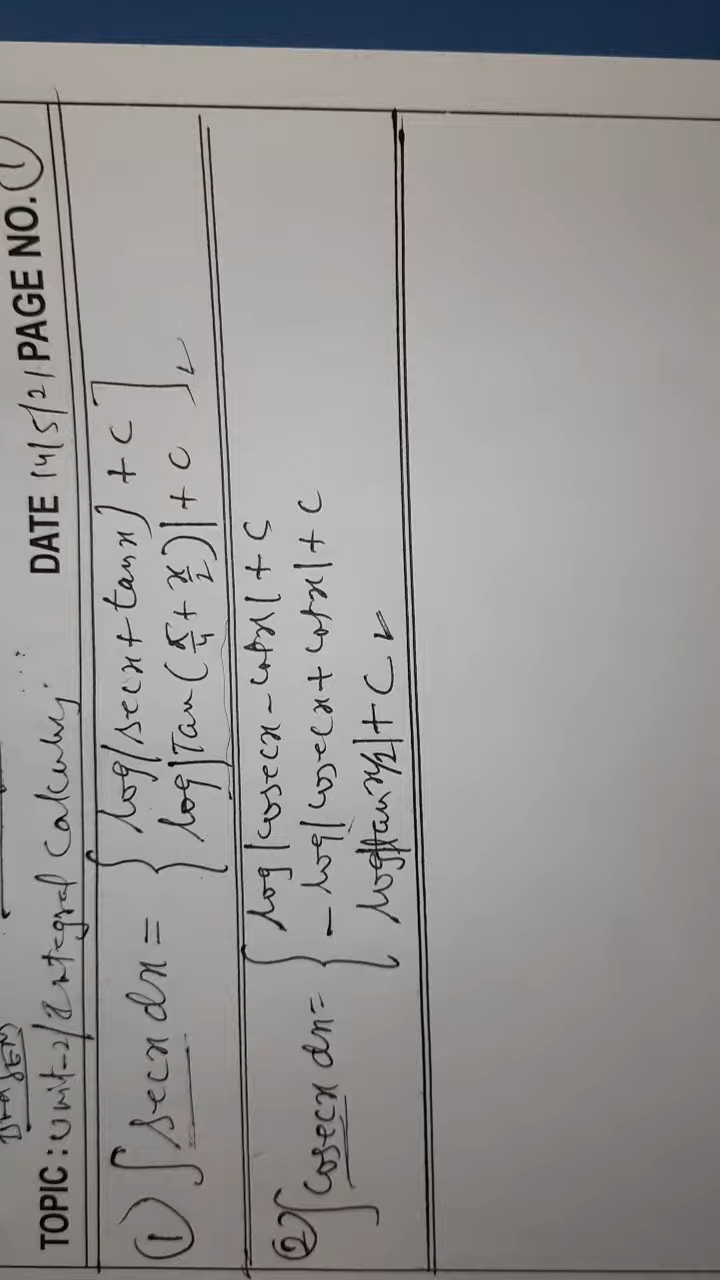 TOPIC: Unit-2/Integral Calculus. DATE 14/5/21 PAGE NO. (1)
(1) ∫ secx dx = { log|secx + tanx| + C
log|Tan(π/4 + x/2)| + C ]
(2) ∫ cosecx dx = { log|cosecx - cotx| + C
- log|cosecx + cotx| + C
log|tan x/2| + C